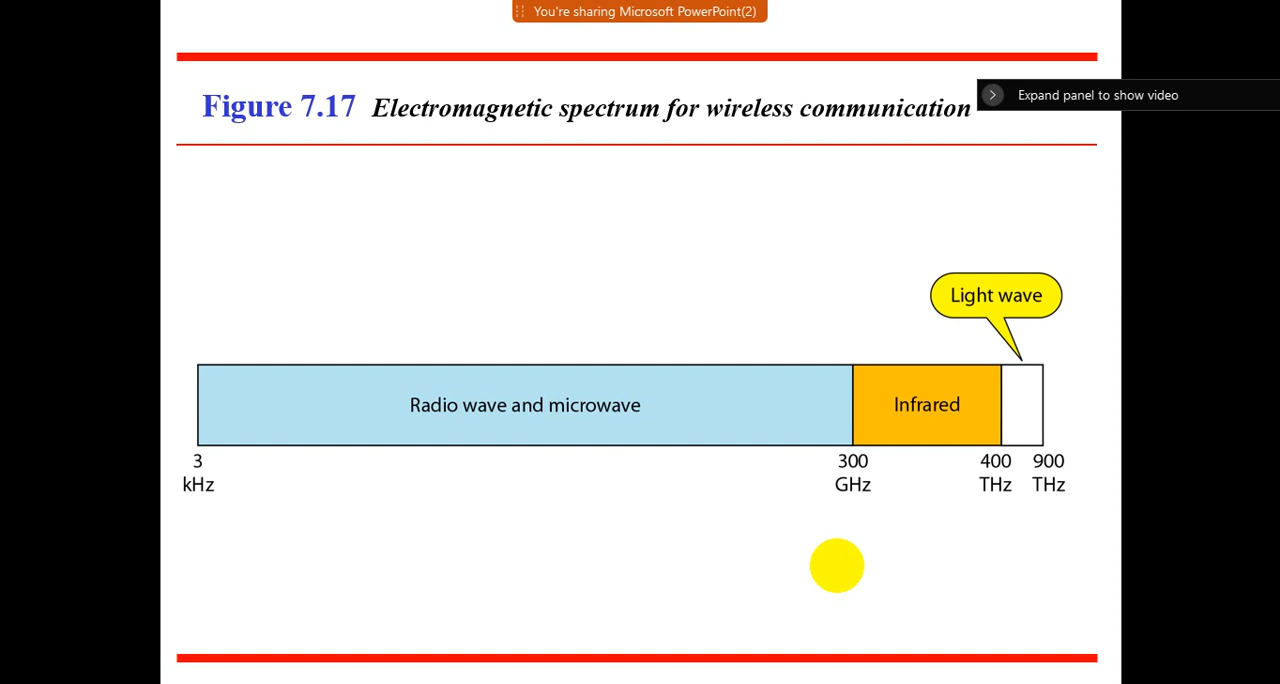 You're sharing Microsoft PowerPoint(2)
Expand panel to show video
Figure 7.17 Electromagnetic spectrum for wireless communication
Light wave
Radio wave and microwave
Infrared
3
kHz
300
GHz
400
THz
900
THz